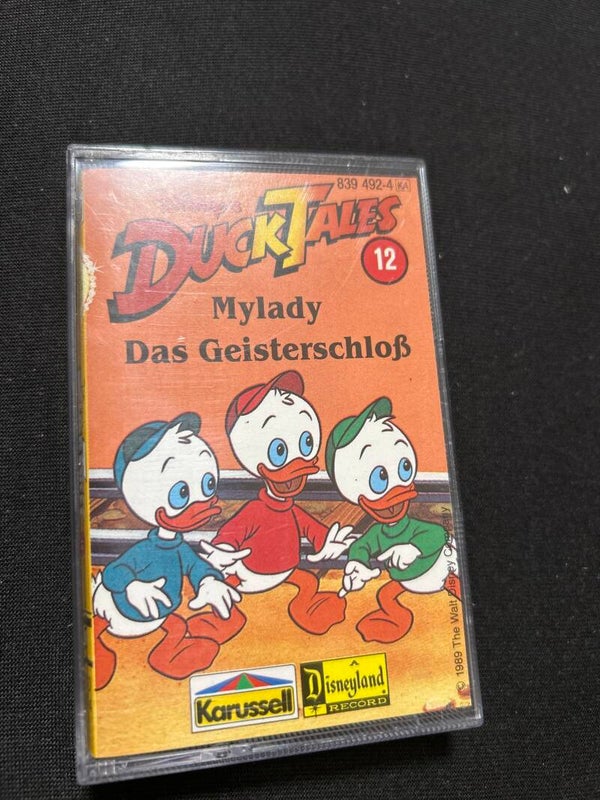 839 492-4 KA
DUCKTALES
12
Mylady
Das Geisterschloß
© 1989 The Walt Disney Company
Karussell
Disneyland
RECORD